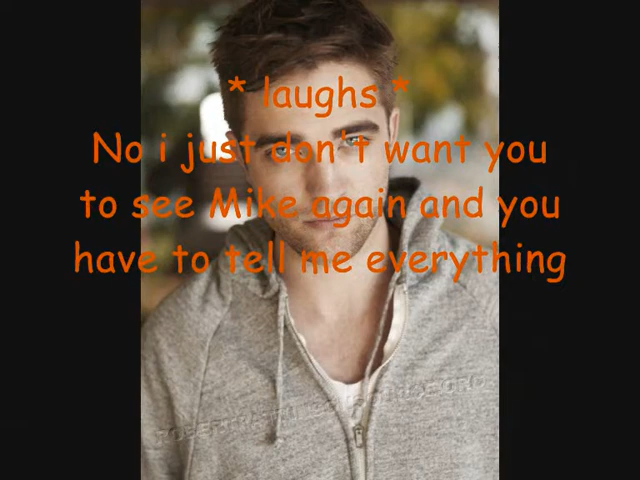 * laughs *
No i just don't want you
to see Mike again and you
have to tell me everything